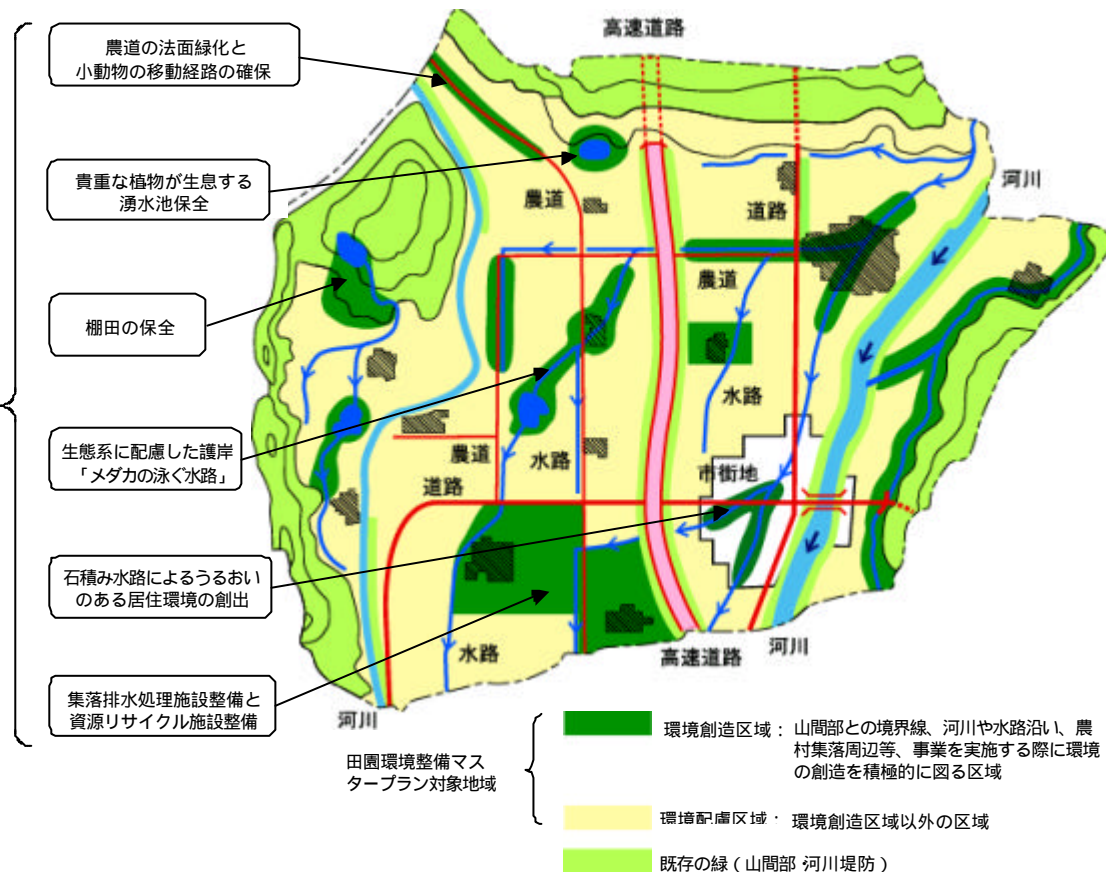 農道の法面緑化と
小動物の移動経路の確保
貴重な植物が生息する
湧水池保全
棚田の保全
生態系に配慮した護岸
「メダカの泳ぐ水路」
石積み水路によるうるおい
のある居住環境の創出
集落排水処理施設整備と
資源リサイクル施設整備
高速道路
河川
農道
道路
農道
水路
農道
水路
市街地
道路
水路
高速道路
河川
河川
田園環境整備マス
タープラン対象地域
環境創造区域： 山間部との境界線、河川や水路沿い、農
村集落周辺等、事業を実施する際に環境
の創造を積極的に図る区域
環境配慮区域： 環境創造区域以外の区域
既存の緑（山間部・河川堤防）